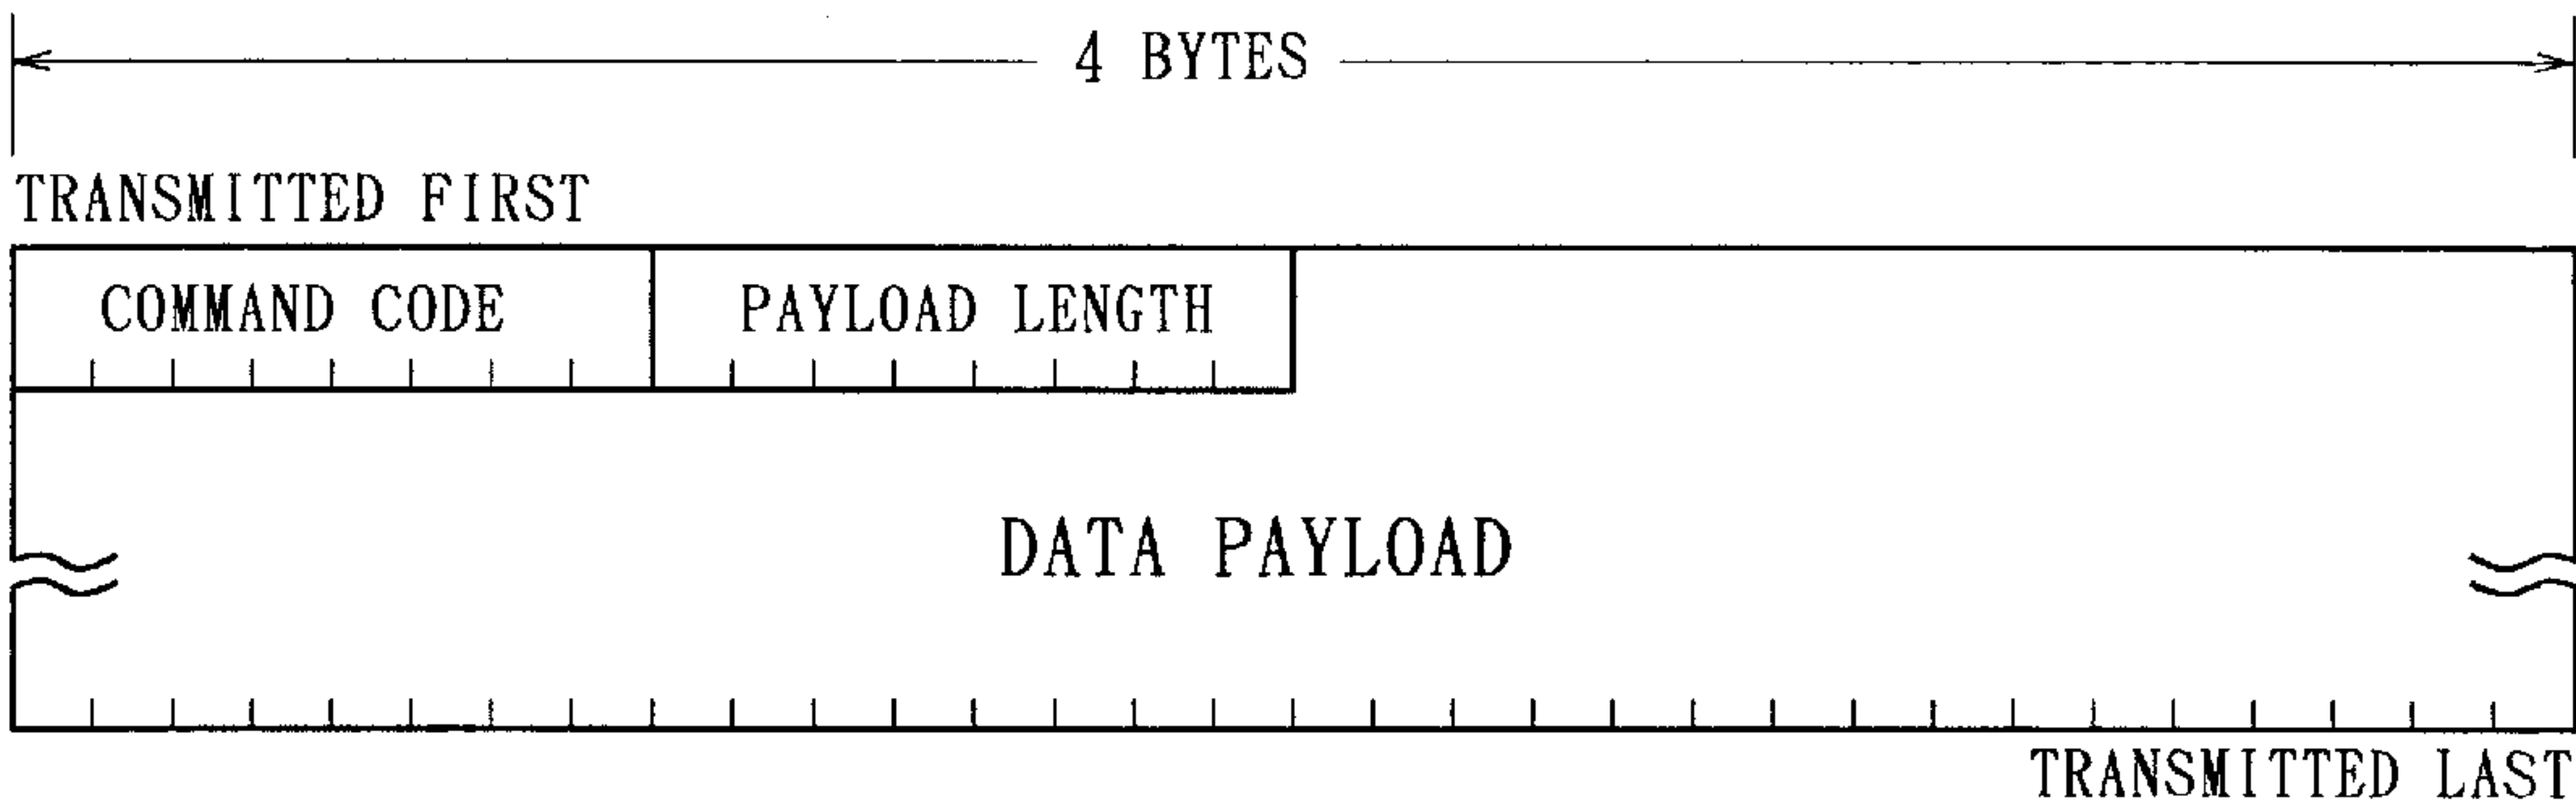 4 BYTES
TRANSMITTED FIRST
COMMAND CODE PAYLOAD LENGTH
DATA PAYLOAD
TRANSMITTED LAST